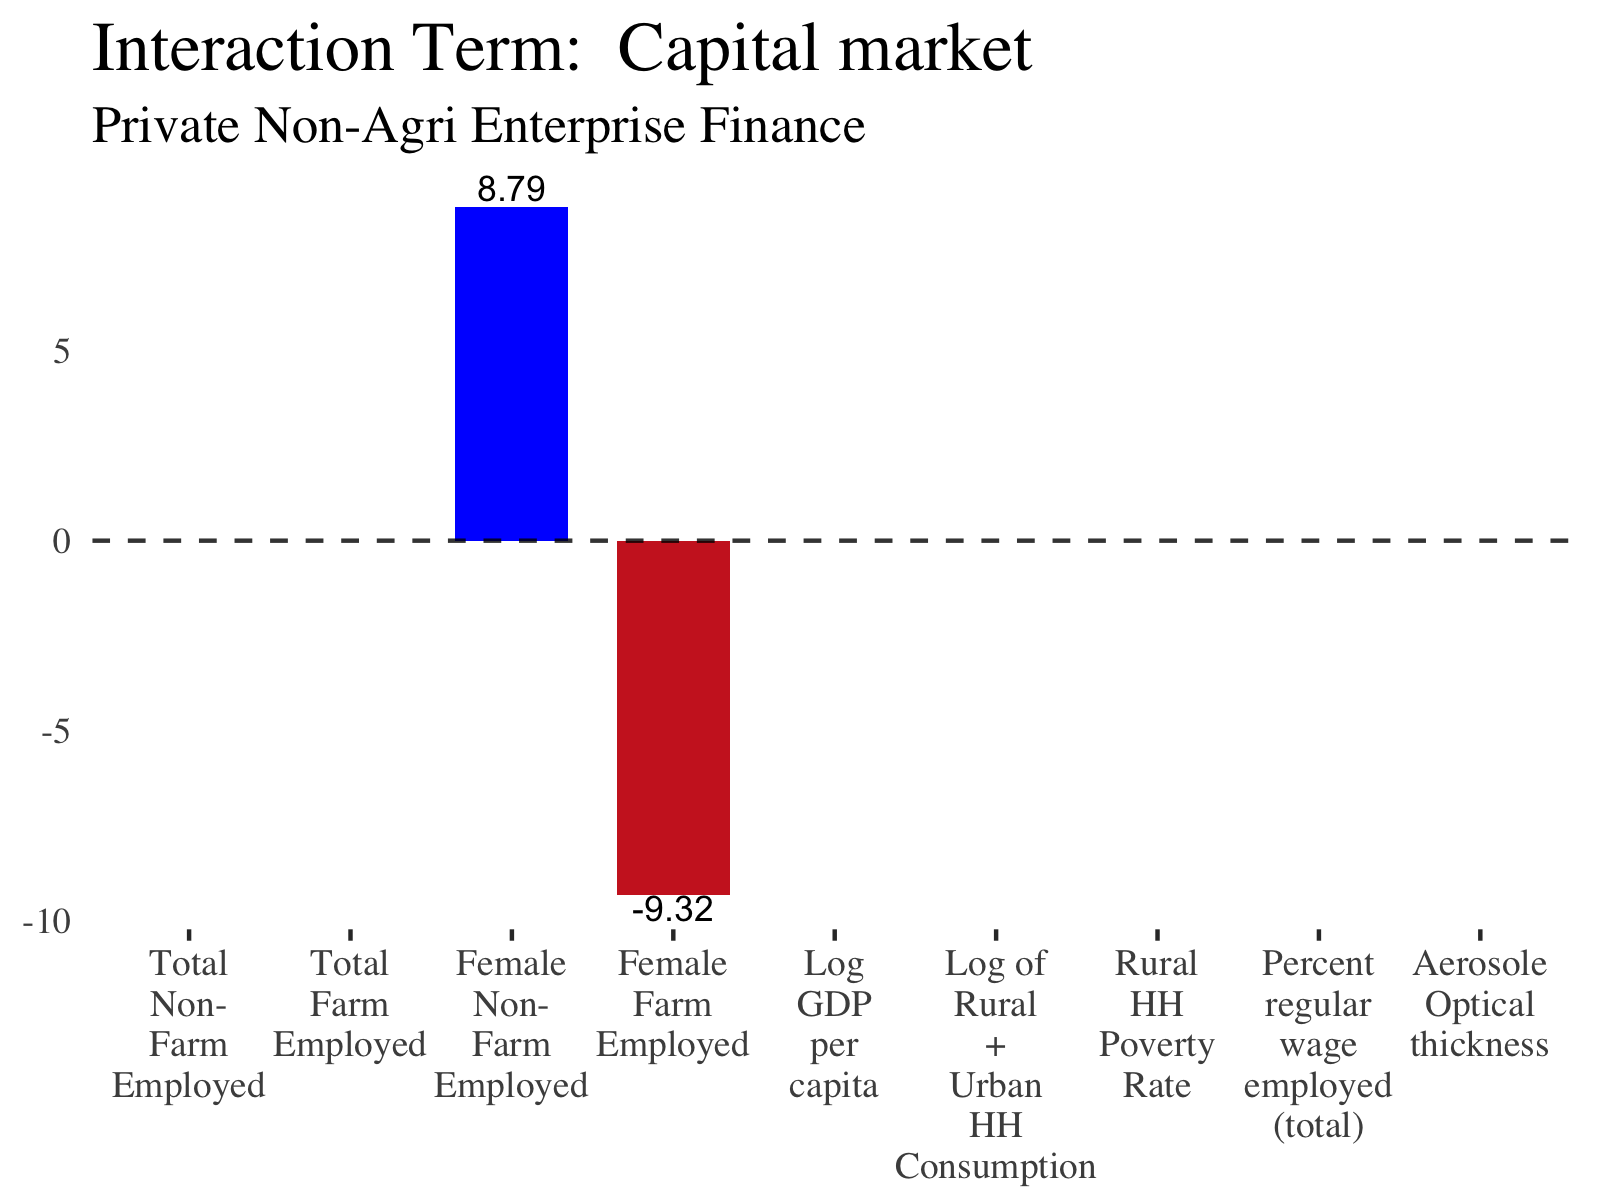 Interaction Term:  Capital market
Private Non-Agri Enterprise Finance
8.79
5
0
-5
-9.32
-10
Total
Non-
Farm
Employed
Total
Farm
Employed
Female
Non-
Farm
Employed
Female
Farm
Employed
Log
GDP
per
capita
Log of
Rural
+
Urban
HH
Consumption
Rural
HH
Poverty
Rate
Percent
regular
wage
employed
(total)
Aerosole
Optical
thickness